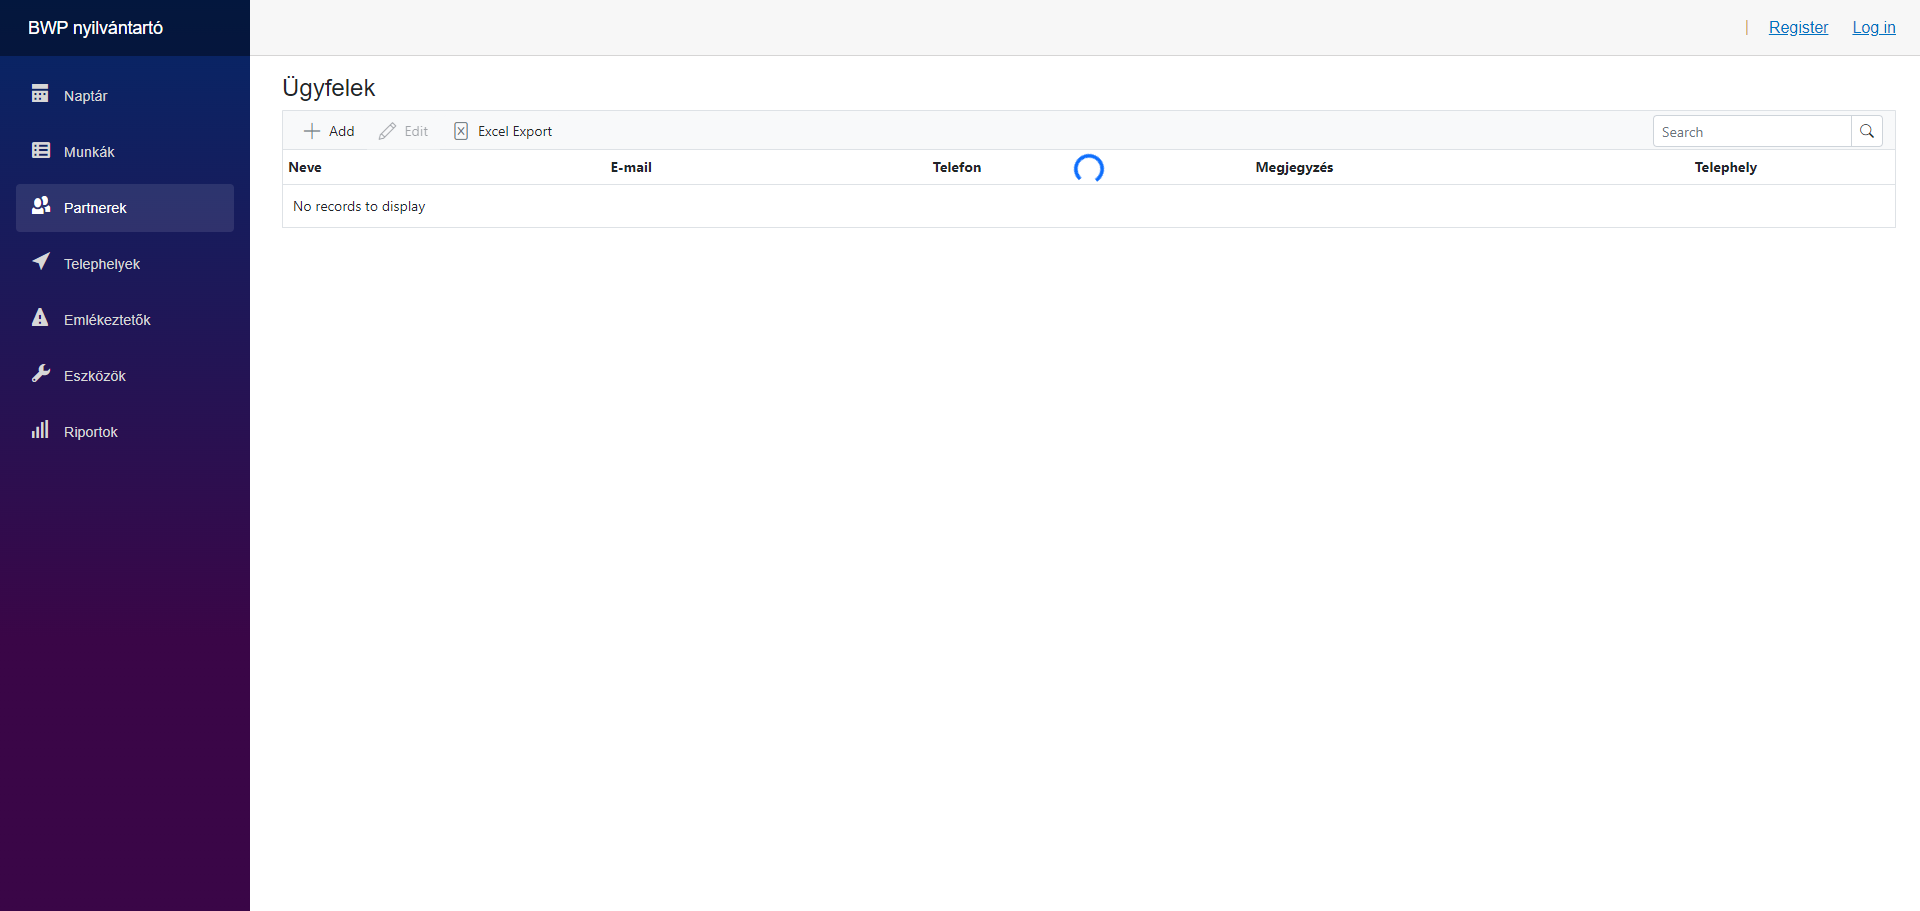 BWP nyilvántartó
| Register Log in
Naptár
Munkák
Partnerek
Telephelyek
Emlékeztetők
Eszközök
Riportok
Ügyfelek
Add Edit Excel Export Search
Neve E-mail Telefon Megjegyzés Telephely
No records to display